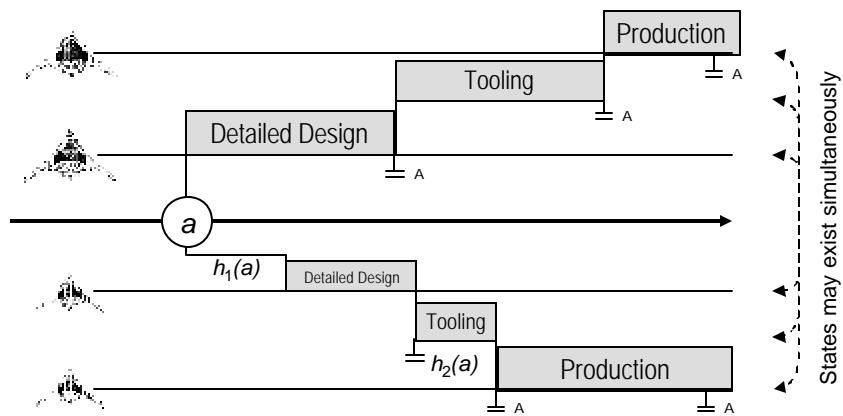 Production
A
Tooling
A
Detailed Design
A
a
h₁(a)
Detailed Design
Tooling
h₂(a)
Production
A
A
States may exist simultaneously